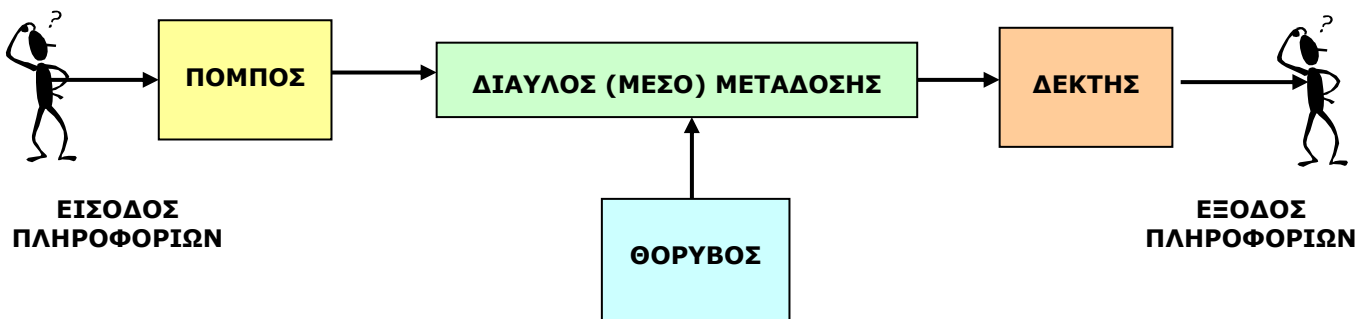 ?
?
ΠΟΜΠΟΣ
ΔΙΑΥΛΟΣ (ΜΕΣΟ) ΜΕΤΑΔΟΣΗΣ
ΔΕΚΤΗΣ
ΕΙΣΟΔΟΣ
ΠΛΗΡΟΦΟΡΙΩΝ
ΘΟΡΥΒΟΣ
ΕΞΟΔΟΣ
ΠΛΗΡΟΦΟΡΙΩΝ